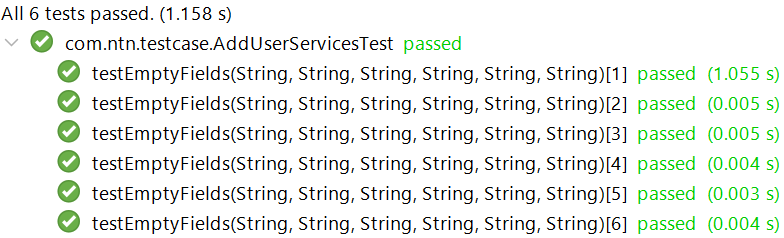 All 6 tests passed. (1.158 s)
com.ntn.testcase.AddUserServicesTest passed
testEmptyFields(String, String, String, String, String, String)[1] passed (1.055 s)
testEmptyFields(String, String, String, String, String, String)[2] passed (0.005 s)
testEmptyFields(String, String, String, String, String, String)[3] passed (0.005 s)
testEmptyFields(String, String, String, String, String, String)[4] passed (0.004 s)
testEmptyFields(String, String, String, String, String, String)[5] passed (0.003 s)
testEmptyFields(String, String, String, String, String, String)[6] passed (0.004 s)